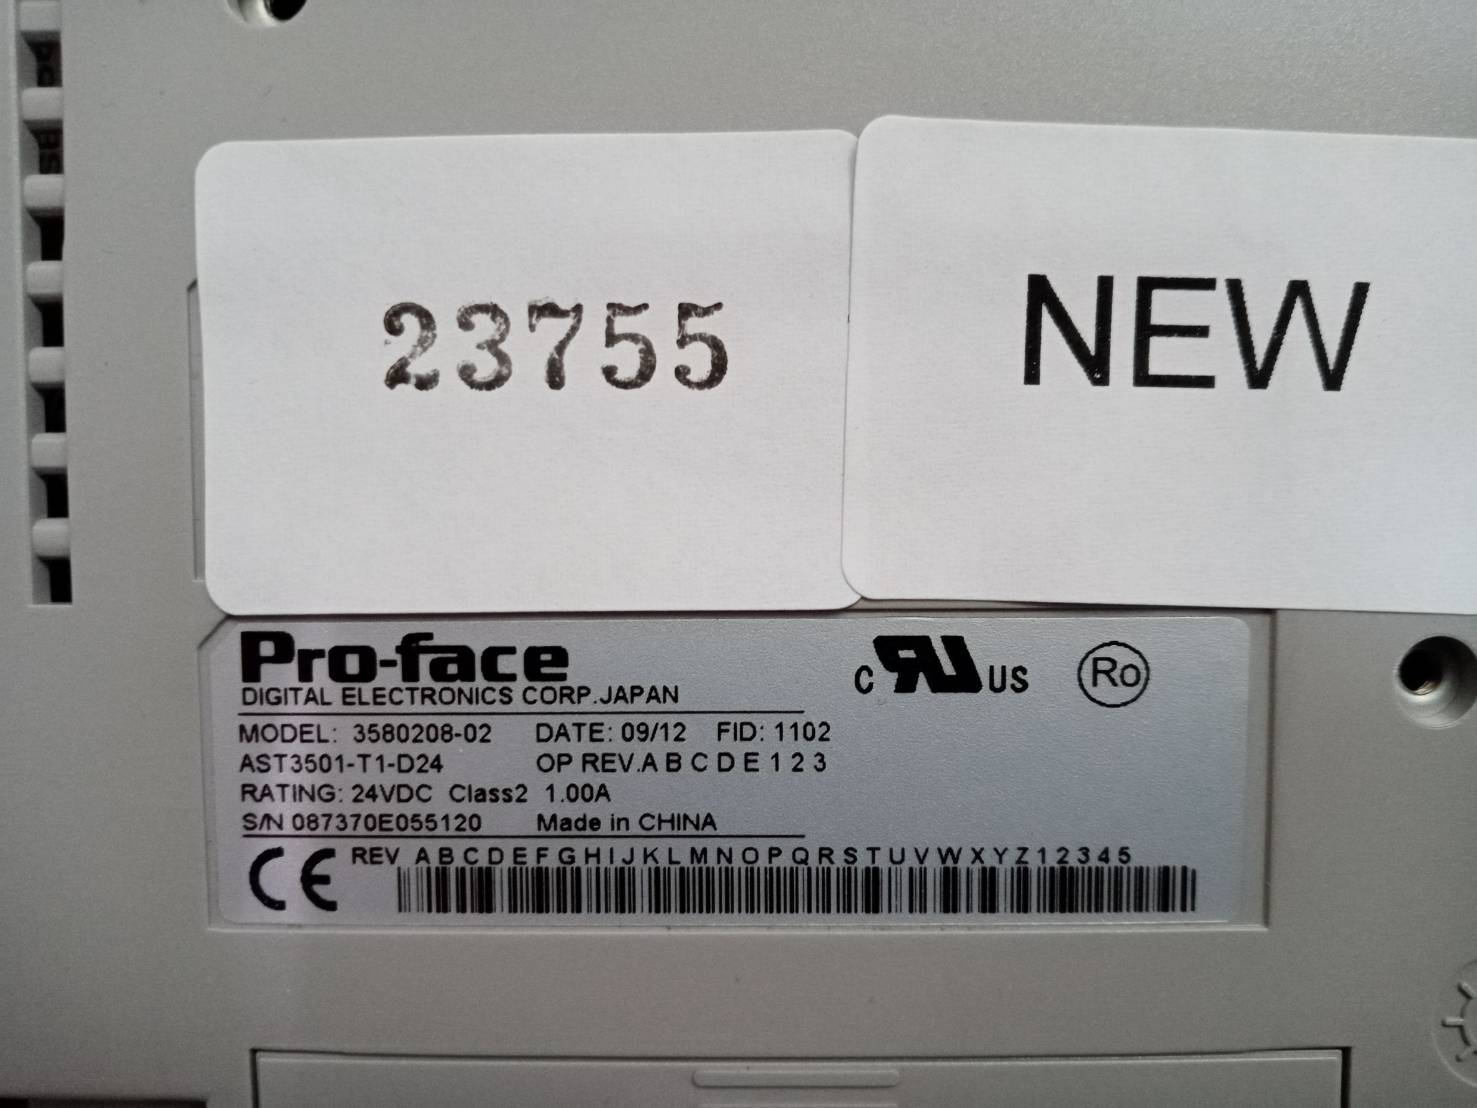 23755
NEW
Pro-face
DIGITAL ELECTRONICS CORP.JAPAN
MODEL: 3580208-02 DATE: 09/12 FID: 1102
AST3501-T1-D24 OP REV.A B C D E 1 2 3
RATING: 24VDC Class2 1.00A
S/N 087370E055120 Made in CHINA
c RU US
Ro
CE REV A B C D E F G H I J K L M N O P Q R S T U V W X Y Z 1 2 3 4 5